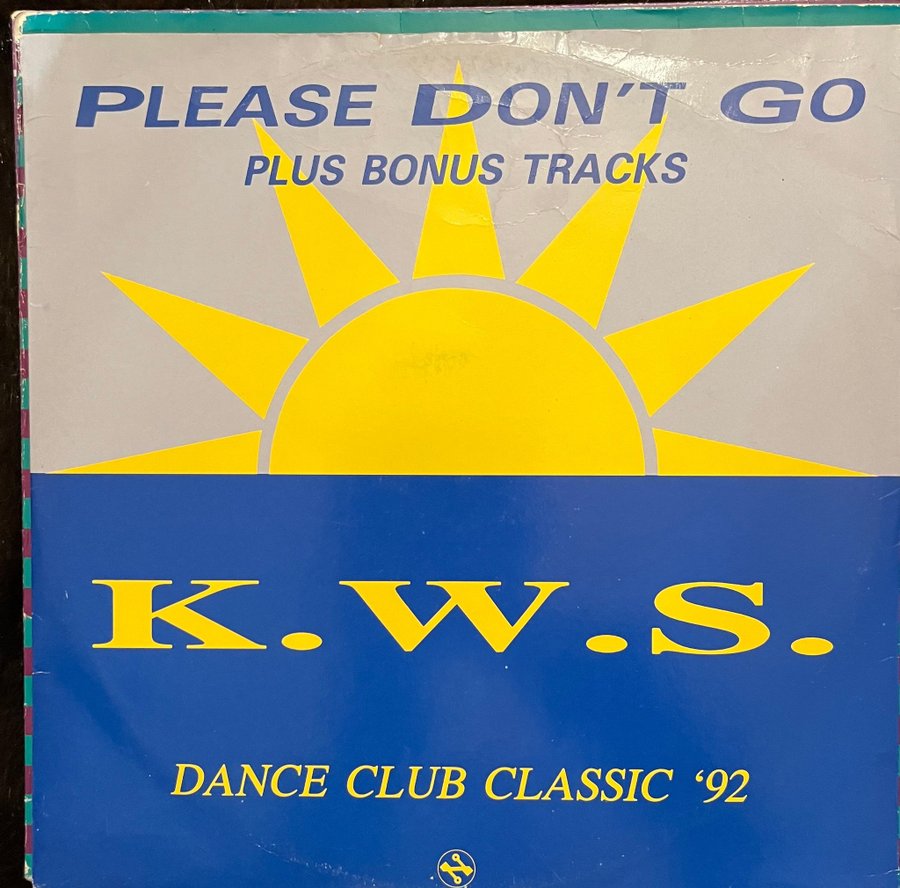 PLEASE DON'T GO
PLUS BONUS TRACKS
K.W.S.
DANCE CLUB CLASSIC ‘92